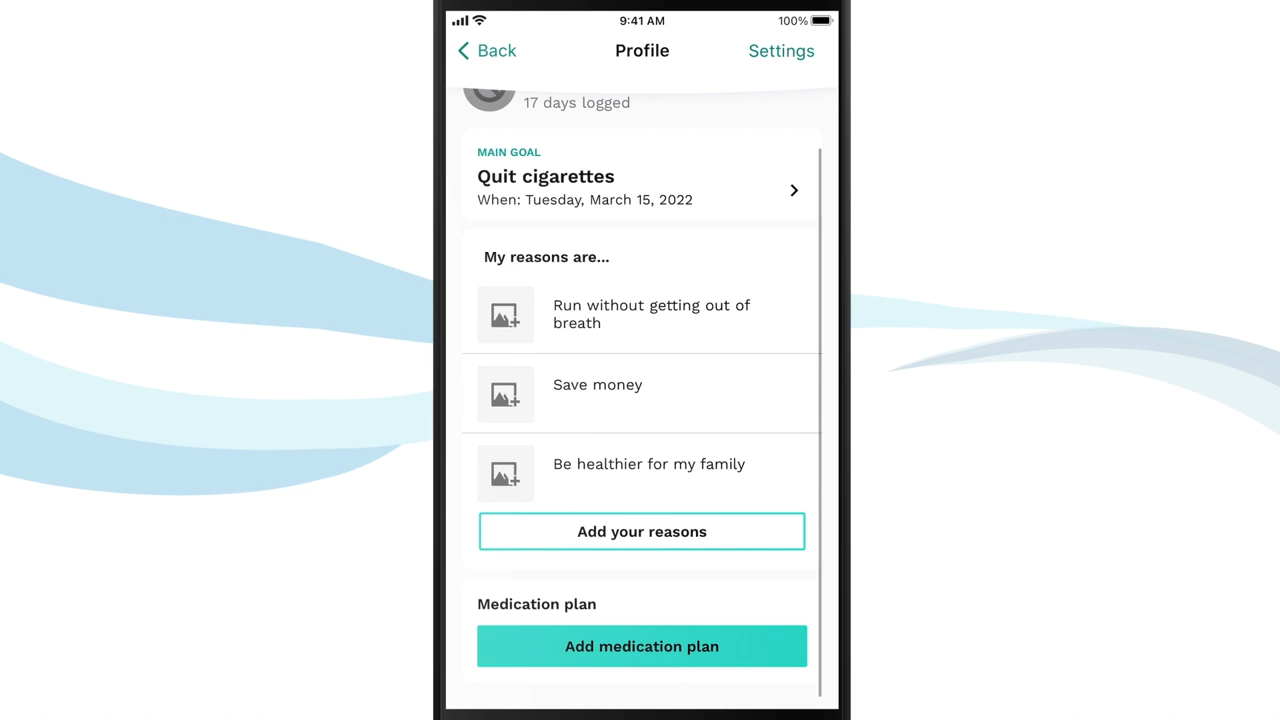 9:41 AM
100%
Back
Profile
Settings
17 days logged
MAIN GOAL
Quit cigarettes
When: Tuesday, March 15, 2022
My reasons are...
Run without getting out of
breath
Save money
Be healthier for my family
Add your reasons
Medication plan
Add medication plan